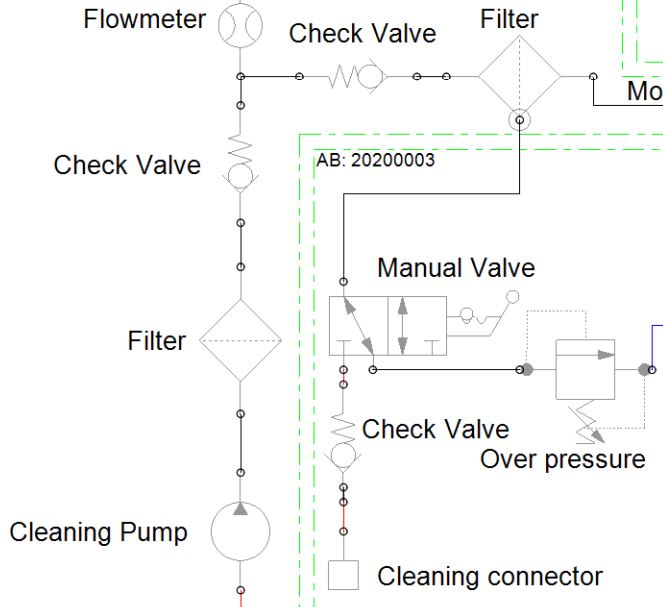 Flowmeter
Filter
Check Valve
Mo
Check Valve
AB: 20200003
Manual Valve
Filter
Check Valve
Over pressure
Cleaning Pump
Cleaning connector